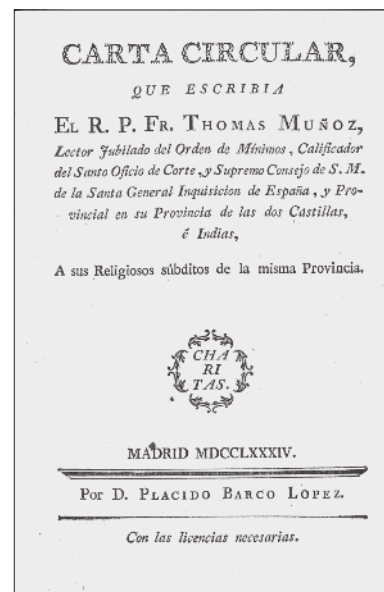 CARTA CIRCULAR,
QUE ESCRIBIA
EL R. P. FR. THOMAS MUÑOZ,
Lector Jubilado del Orden de Mínimos, Calificador
del Santo Oficio de Corte, y Supremo Consejo de S. M.
de la Santa General Inquisicion de España, y Pro-
vincial en su Provincia de las dos Castillas,
é Indias,
A sus Religiosos súbditos de la misma Provincia.
CHA
RI
TAS.
MADRID MDCCLXXXIV.
Por D. PLACIDO BARCO LOPEZ.
Con las licencias necesarias.